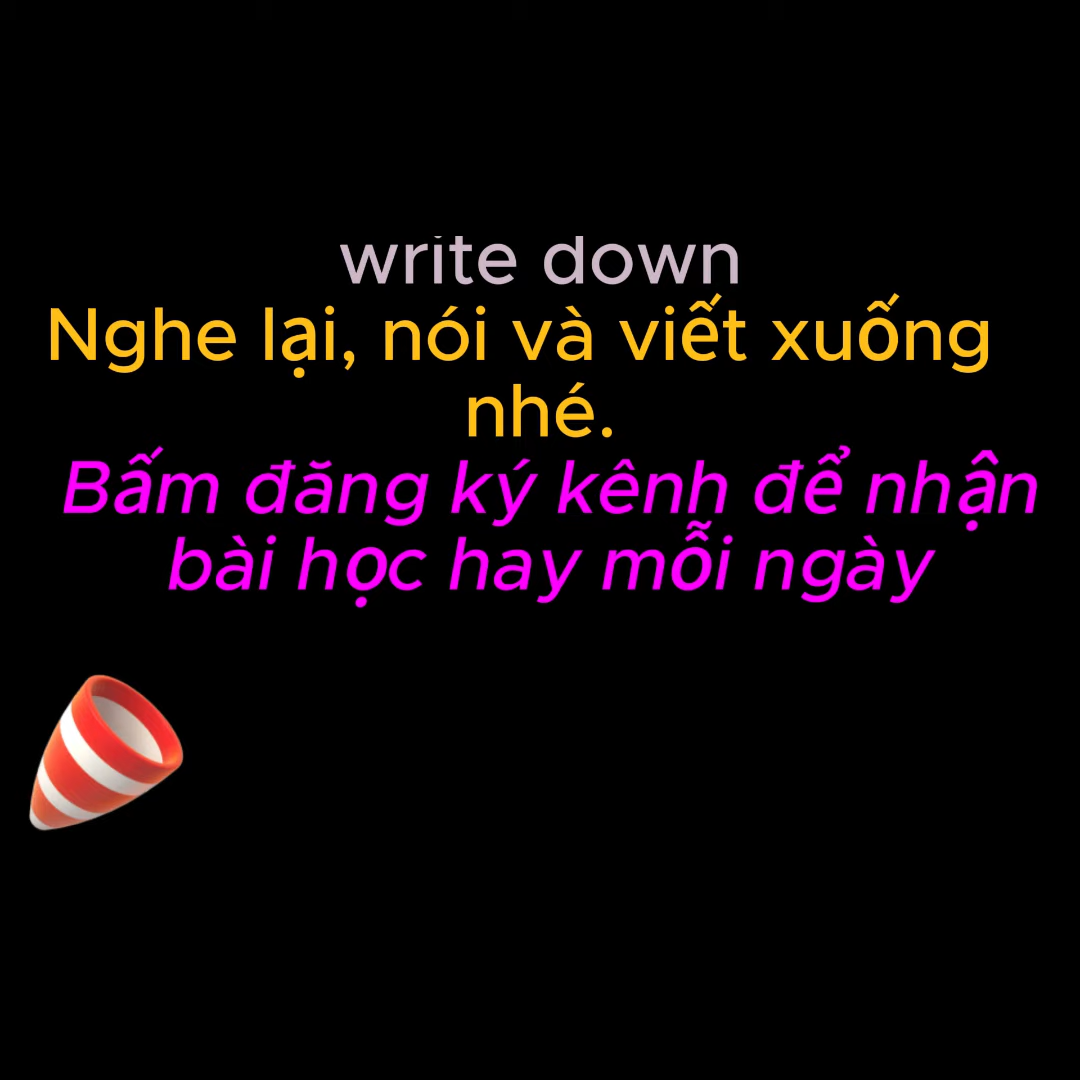 write down
Nghe lại, nói và viết xuống
nhé.
Bấm đăng ký kênh để nhận
bài học hay mỗi ngày